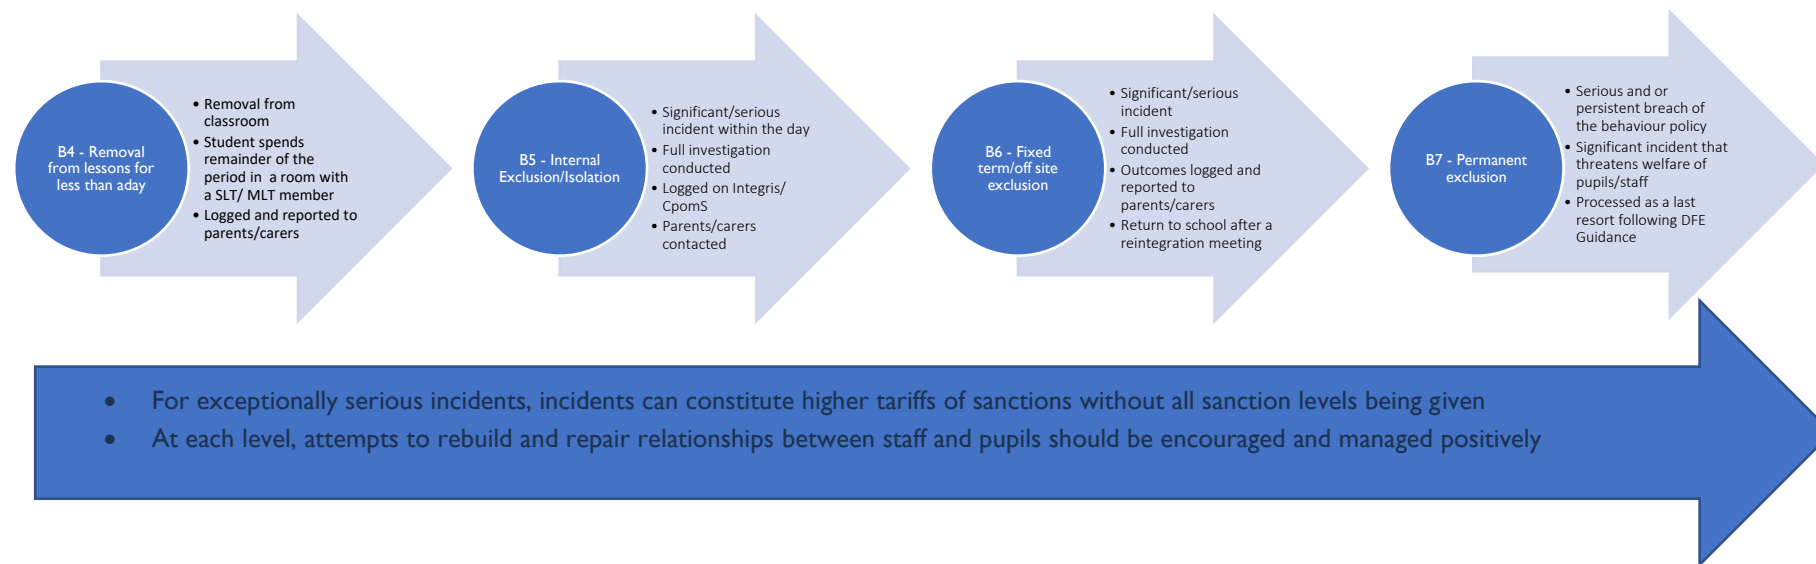 B4 - Removal
from lessons for
less than aday
• Removal from
classroom
• Student spends
remainder of the
period in a room with
a SLT/ MLT member
• Logged and reported to
parents/carers
B5 - Internal
Exclusion/Isolation
• Significant/serious
incident within the day
• Full investigation
conducted
• Logged on Integris/
CpomS
• Parents/carers
contacted
B6 - Fixed
term/off site
exclusion
• Significant/serious
incident
• Full investigation
conducted
• Outcomes logged and
reported to
parents/carers
• Return to school after a
reintegration meeting
B7 - Permanent
exclusion
• Serious and or
persistent breach of
the behaviour policy
• Significant incident that
threatens welfare of
pupils/staff
• Processed as a last
resort following DFE
Guidance
• For exceptionally serious incidents, incidents can constitute higher tariffs of sanctions without all sanction levels being given
• At each level, attempts to rebuild and repair relationships between staff and pupils should be encouraged and managed positively